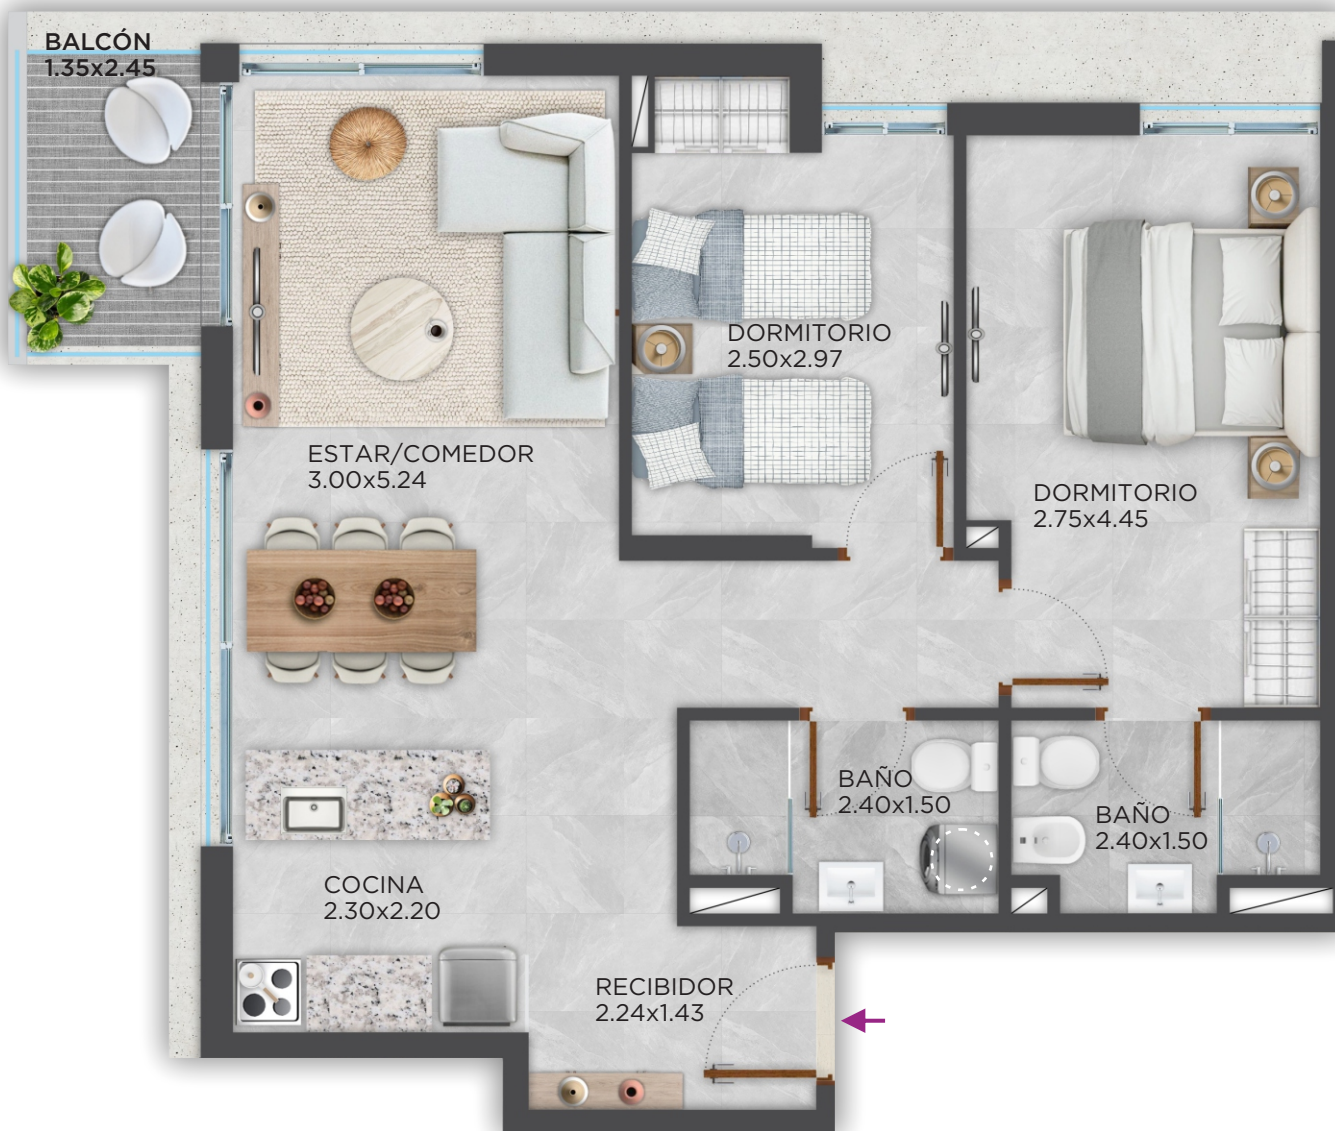 BALCÓN
1.35x2.45
DORMITORIO
2.50x2.97
ESTAR/COMEDOR
3.00x5.24
DORMITORIO
2.75x4.45
BAÑO
2.40x1.50
BAÑO
2.40x1.50
COCINA
2.30x2.20
RECIBIDOR
2.24x1.43